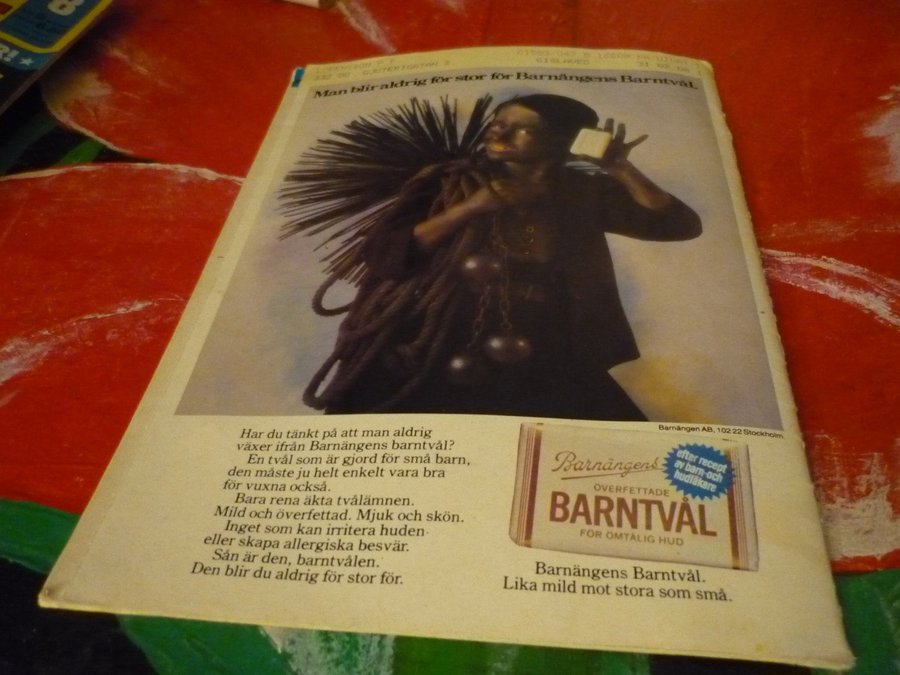 Man blir aldrig för stor för Barnängens Barntvål.
Barnängen AB, 102 22 Stockholm
Har du tänkt på att man aldrig
växer ifrån Barnängens barntvål?
En tvål som är gjord för små barn,
den måste ju helt enkelt vara bra
för vuxna också.
Bara rena äkta tvålämnen.
Mild och överfettad. Mjuk och skön.
Inget som kan irritera huden
eller skapa allergiska besvär.
Sån är den, barntvålen.
Den blir du aldrig för stor för.
Barnängens
efter recept
av barn- och
hudläkare
ÖVERFETTADE
BARNTVÅL
FÖR ÖMTÅLIG HUD
Barnängens Barntvål.
Lika mild mot stora som små.